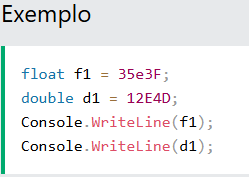 Exemplo
float f1 = 35e3F;
double d1 = 12E4D;
Console.WriteLine(f1);
Console.WriteLine(d1);